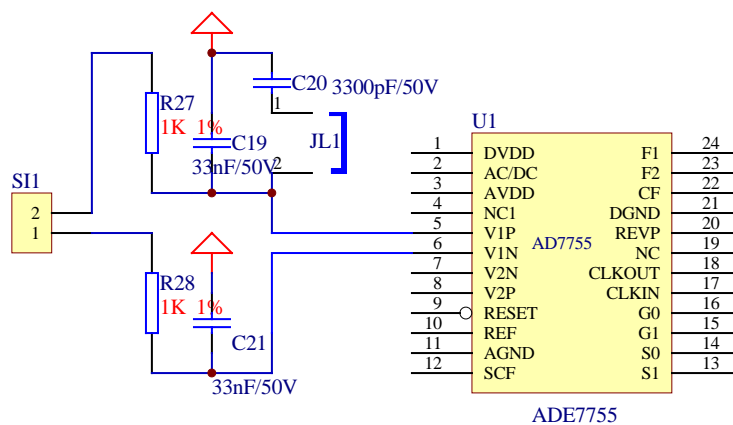 C20 3300pF/50V
1
R27
1K 1%
C19
33nF/50V
JL1
2
SI1
2
1
R28
1K 1%
C21
33nF/50V
U1
1 DVDD F1 24
2 AC/DC F2 23
3 AVDD CF 22
4 NC1 DGND 21
5 V1P AD7755 REVP 20
6 V1N NC 19
7 V2N CLKOUT 18
8 V2P CLKIN 17
9 RESET G0 16
10 REF G1 15
11 AGND S0 14
12 SCF S1 13
ADE7755